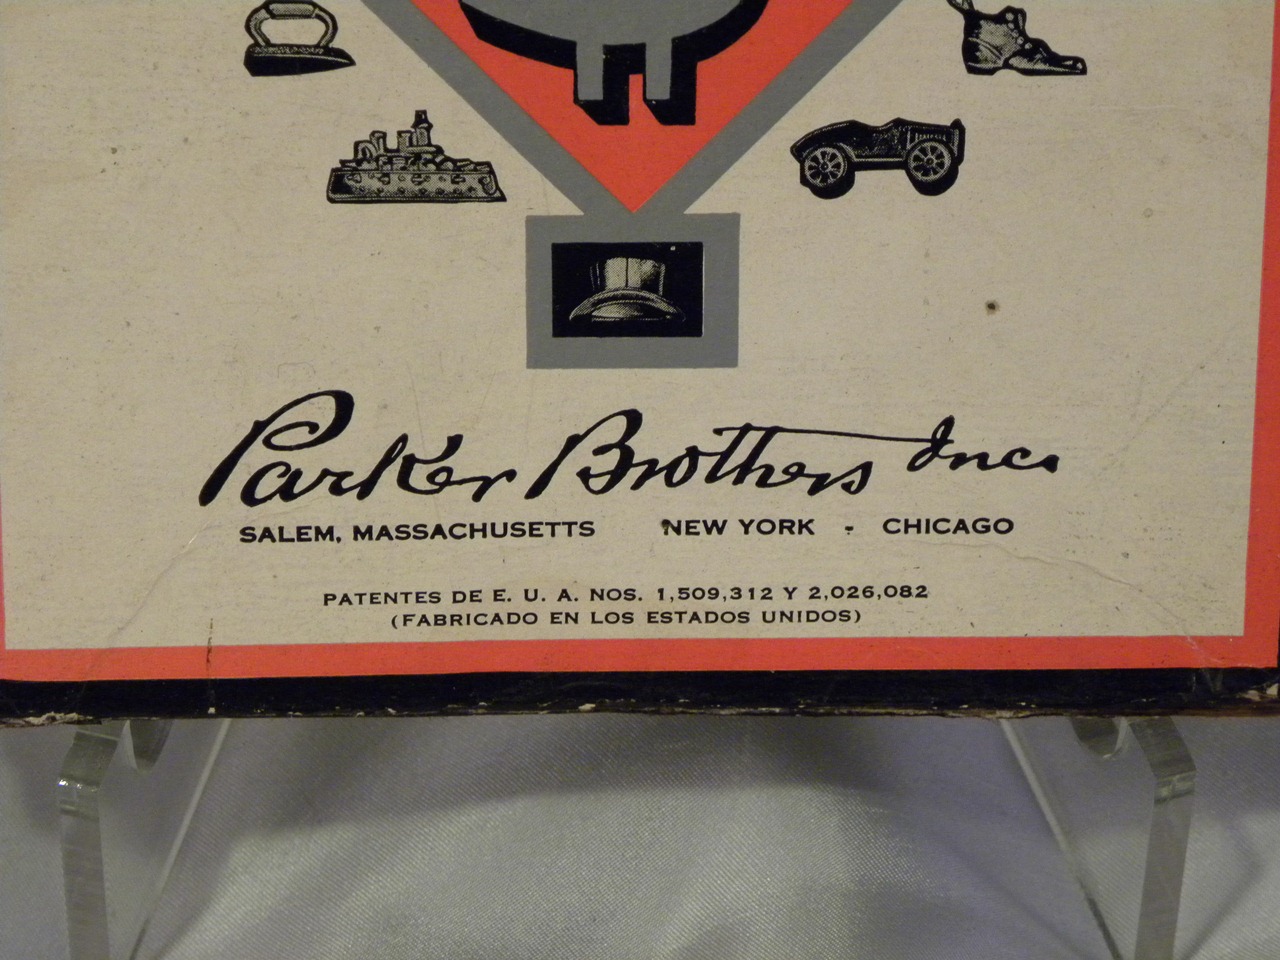 Parker Brothers Inc.
SALEM, MASSACHUSETTS NEW YORK - CHICAGO
PATENTES DE E. U. A. NOS. 1,509,312 Y 2,026,082
(FABRICADO EN LOS ESTADOS UNIDOS)